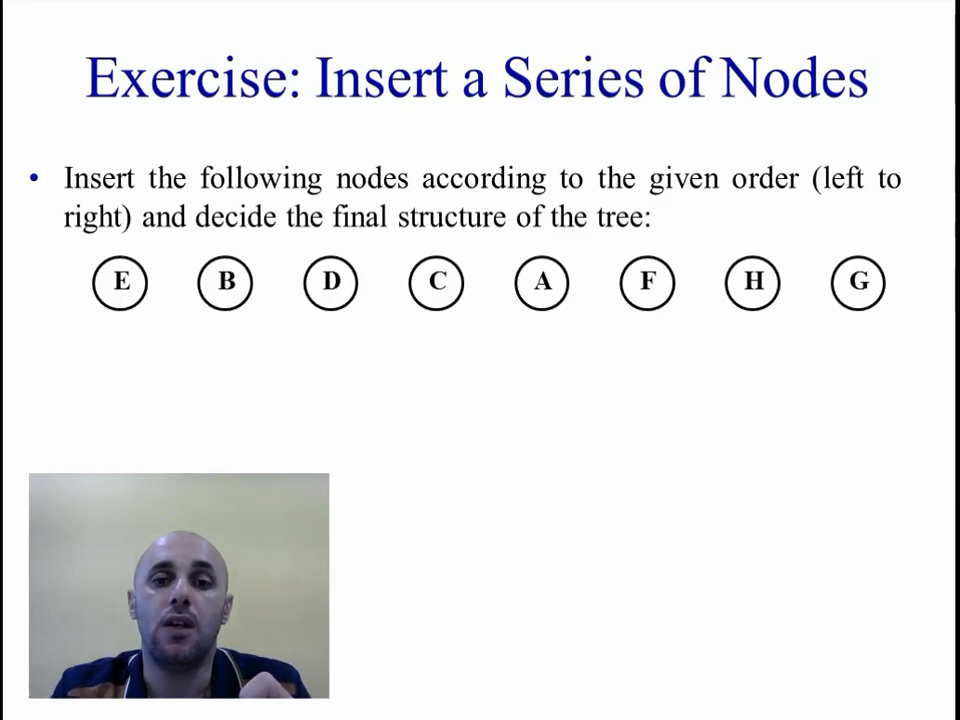 Exercise: Insert a Series of Nodes
• Insert the following nodes according to the given order (left to
right) and decide the final structure of the tree:
E B D C A F H G